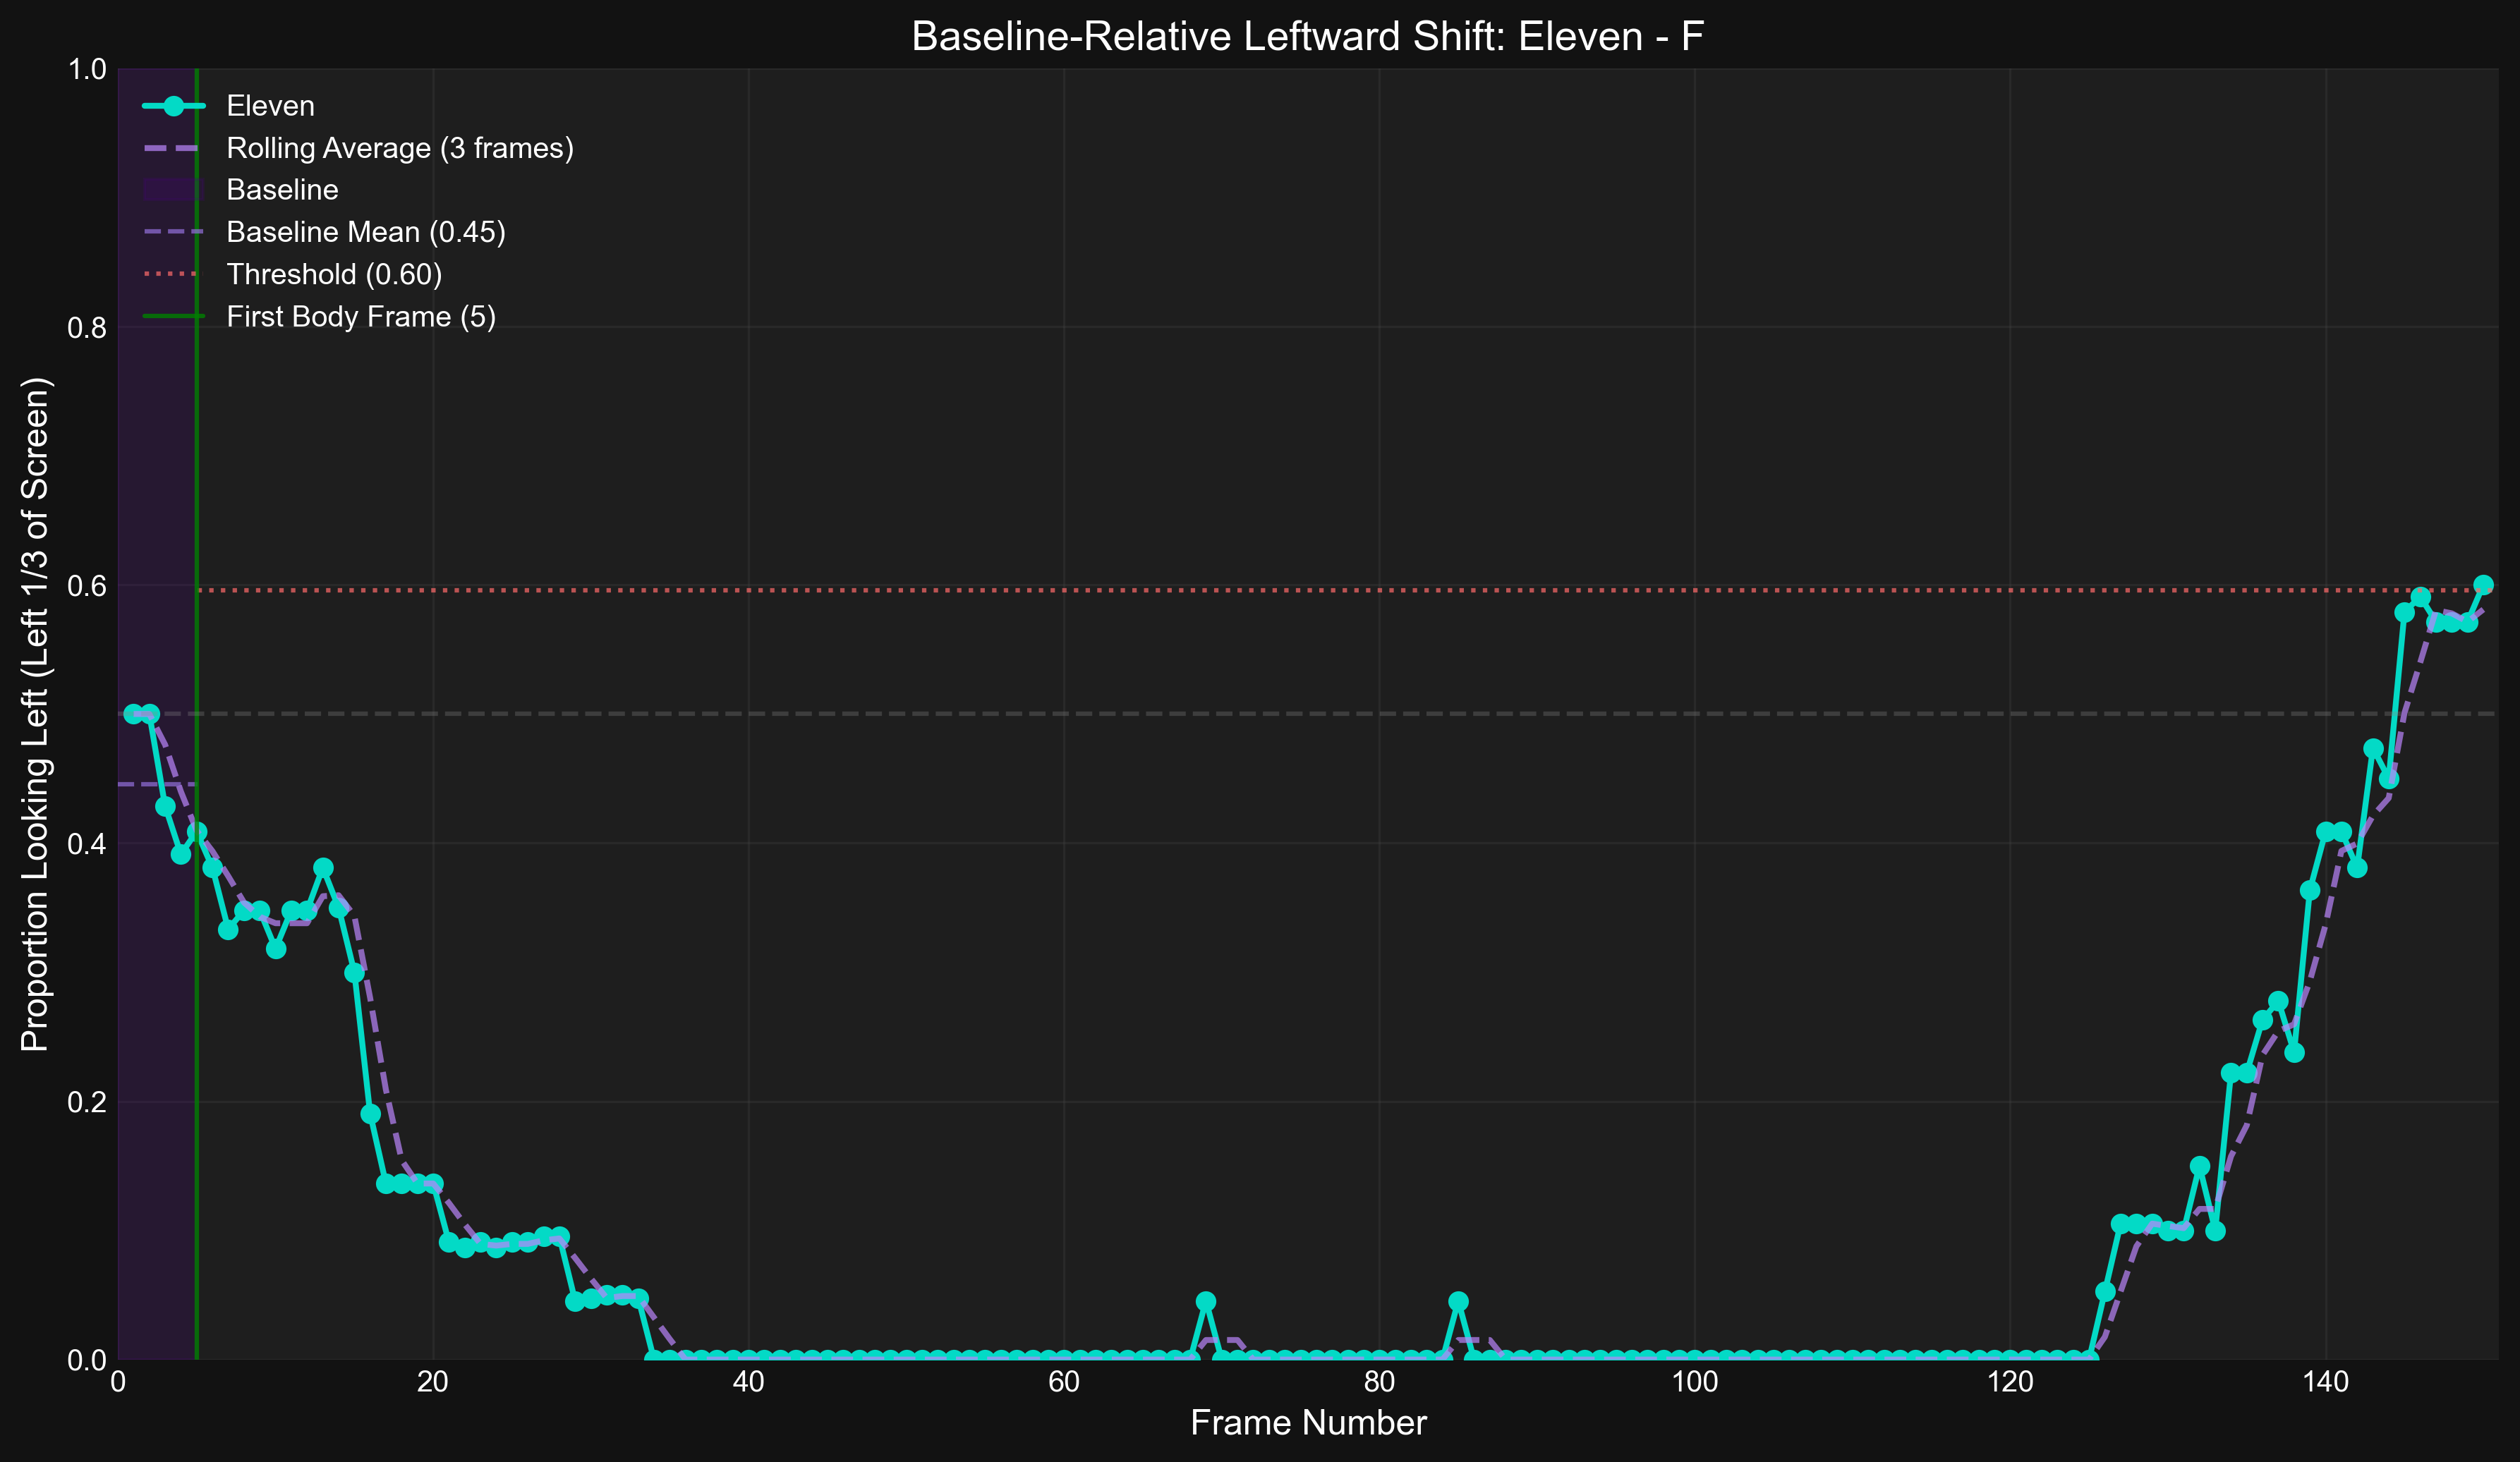 Baseline-Relative Leftward Shift: Eleven - F
Proportion Looking Left (Left 1/3 of Screen)
1.0
0.8
0.6
0.4
0.2
0.0
Eleven
Rolling Average (3 frames)
Baseline
Baseline Mean (0.45)
Threshold (0.60)
First Body Frame (5)
0 20 40 60 80 100 120 140
Frame Number